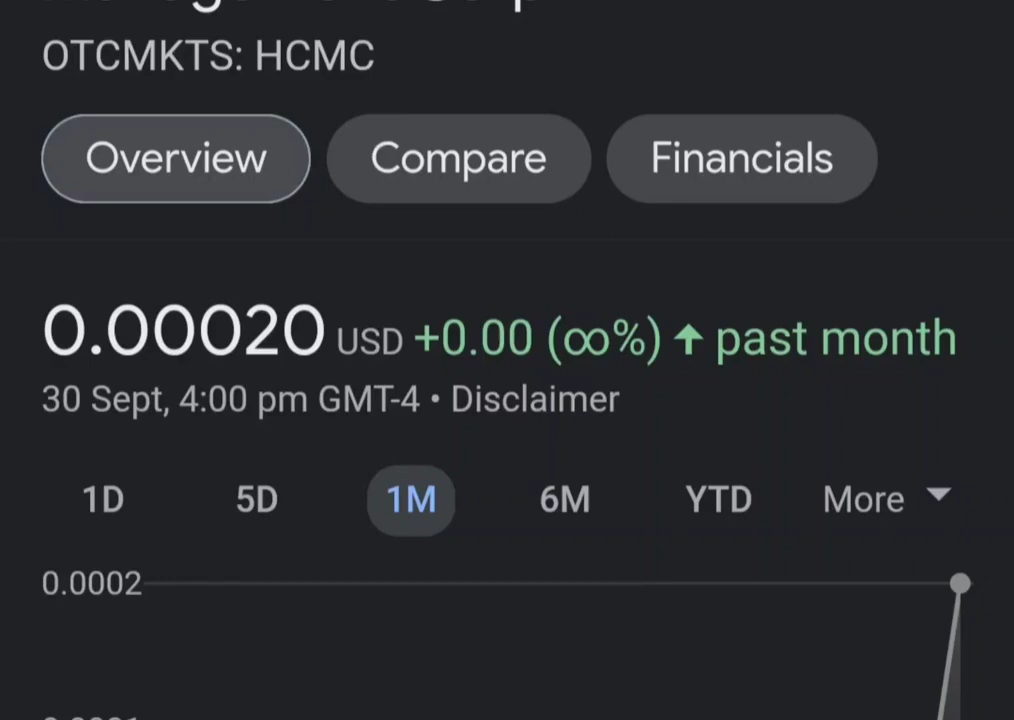 OTCMKTS: HCMC
Overview Compare Financials
0.00020 USD +0.00 (∞%) ↑ past month
30 Sept, 4:00 pm GMT-4 • Disclaimer
1D 5D 1M 6M YTD More
0.0002